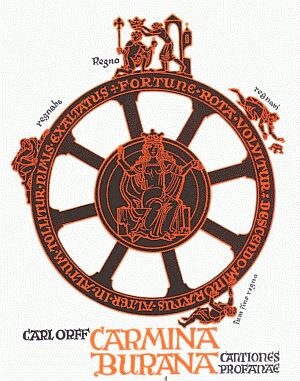 Regno
regnabo
regnavi
+ FORTUNE · ROTA VOLVITUR : DESCENDO MINORATUS · ALTER IN ALTUM TOLLITUR · NIMIS EXALTATUS
sum sine regno
CARL ORFF CARMINA
BURANA CANTIONES
PROFANAE